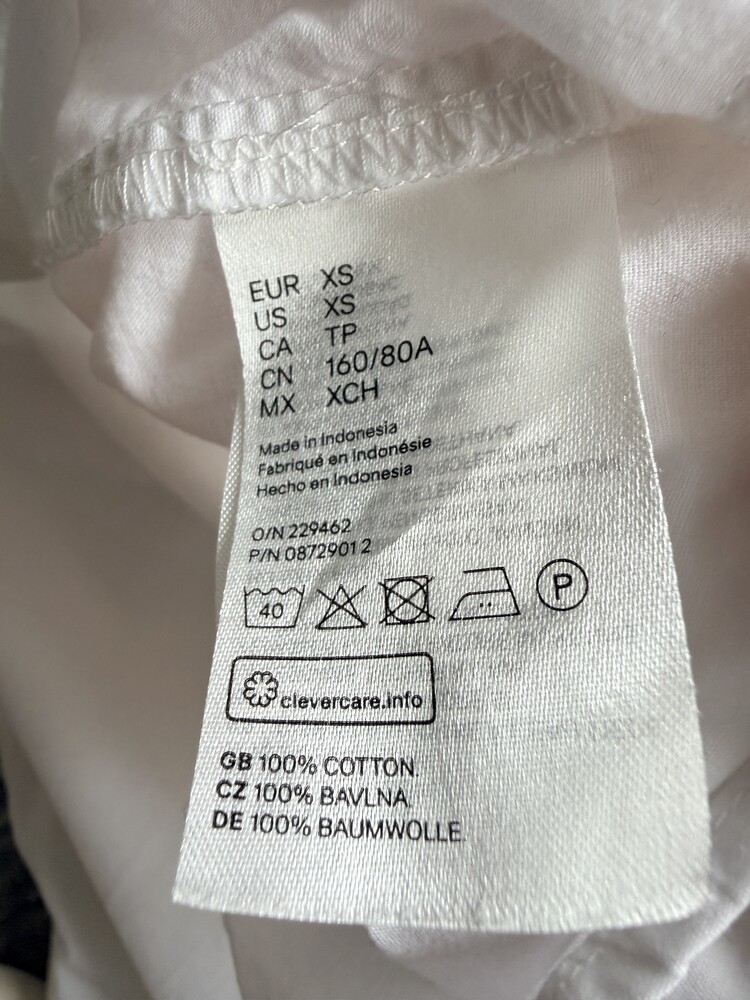 EUR XS
US XS
CA TP
CN 160/80A
MX XCH
Made in Indonesia
Fabriqué en Indonésie
Hecho en Indonesia
O/N 229462
P/N 08729012
40
P
clevercare.info
GB 100% COTTON.
CZ 100% BAVLNA.
DE 100% BAUMWOLLE.